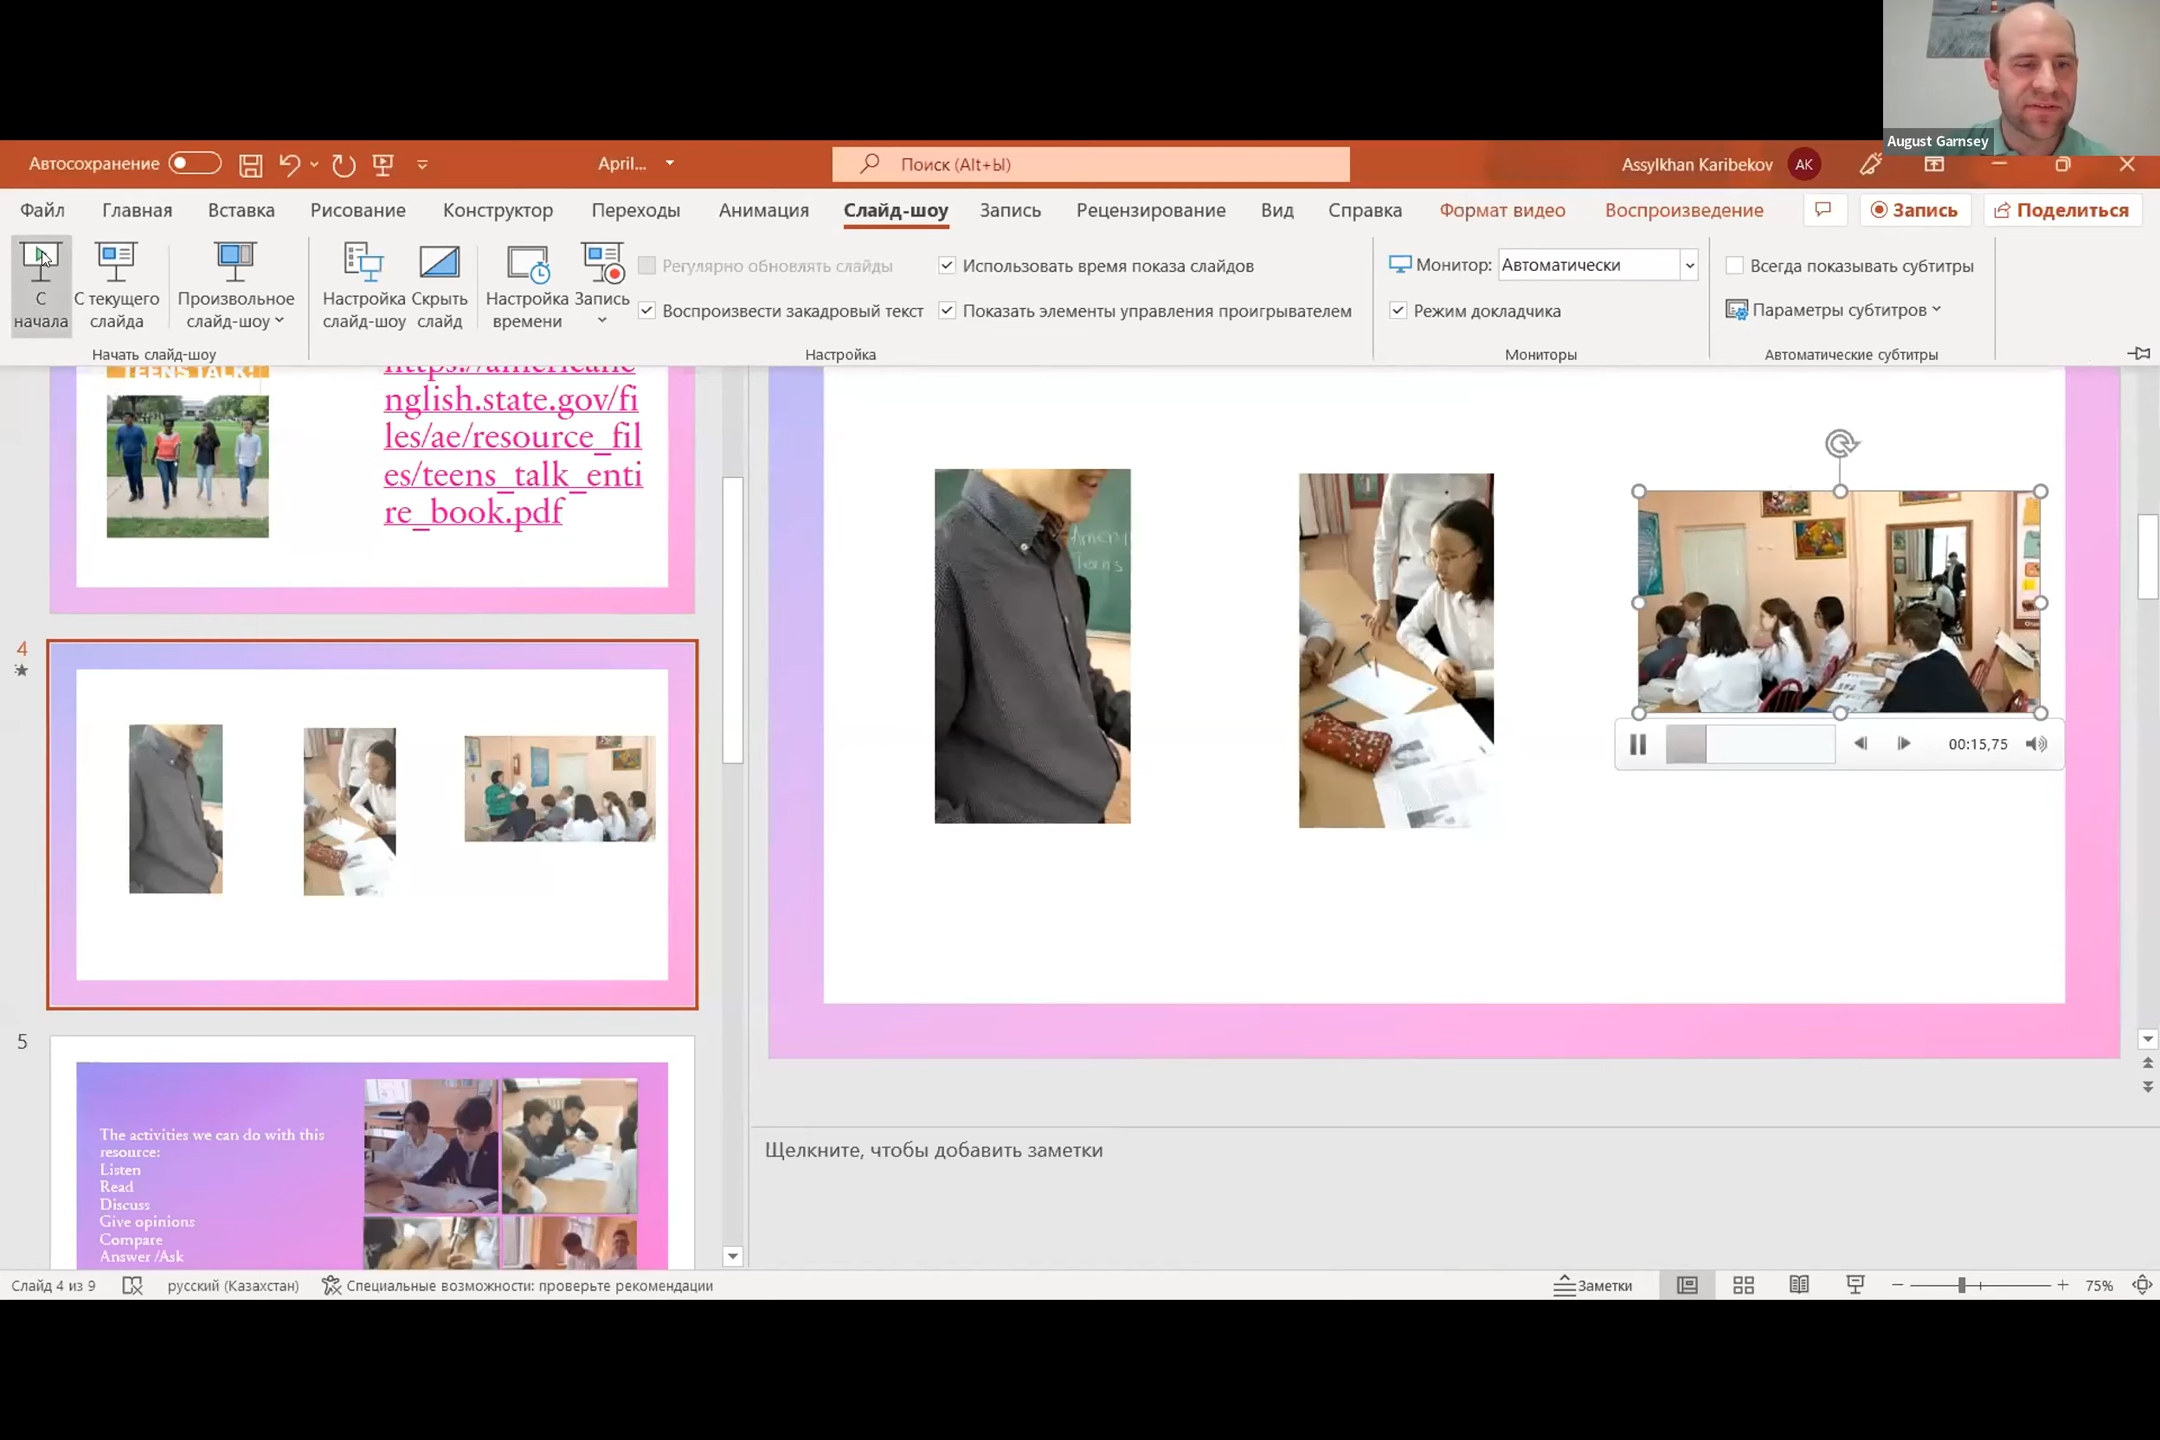 August Garnsey
Автосохранение
April...
Поиск (Alt+Ы)
Assylkhan Karibekov
AK
Файл Главная Вставка Рисование Конструктор Переходы Анимация Слайд-шоу Запись Рецензирование Вид Справка Формат видео Воспроизведение
Запись
Поделиться
С начала
С текущего слайда
Произвольное слайд-шоу
Начать слайд-шоу
Настройка слайд-шоу
Скрыть слайд
Настройка времени
Запись
Регулярно обновлять слайды
Воспроизвести закадровый текст
Использовать время показа слайдов
Показать элементы управления проигрывателем
Настройка
Монитор: Автоматически
Режим докладчика
Мониторы
Всегда показывать субтитры
Параметры субтитров
Автоматические субтитры
TEENS TALK!
https://americane
nglish.state.gov/fi
les/ae/resource_fil
es/teens_talk_enti
re_book.pdf
4
5
The activities we can do with this
resource:
Listen
Read
Discuss
Give opinions
Compare
Answer /Ask
Teens
00:15,75
Щелкните, чтобы добавить заметки
Слайд 4 из 9
русский (Казахстан)
Специальные возможности: проверьте рекомендации
Заметки
75%